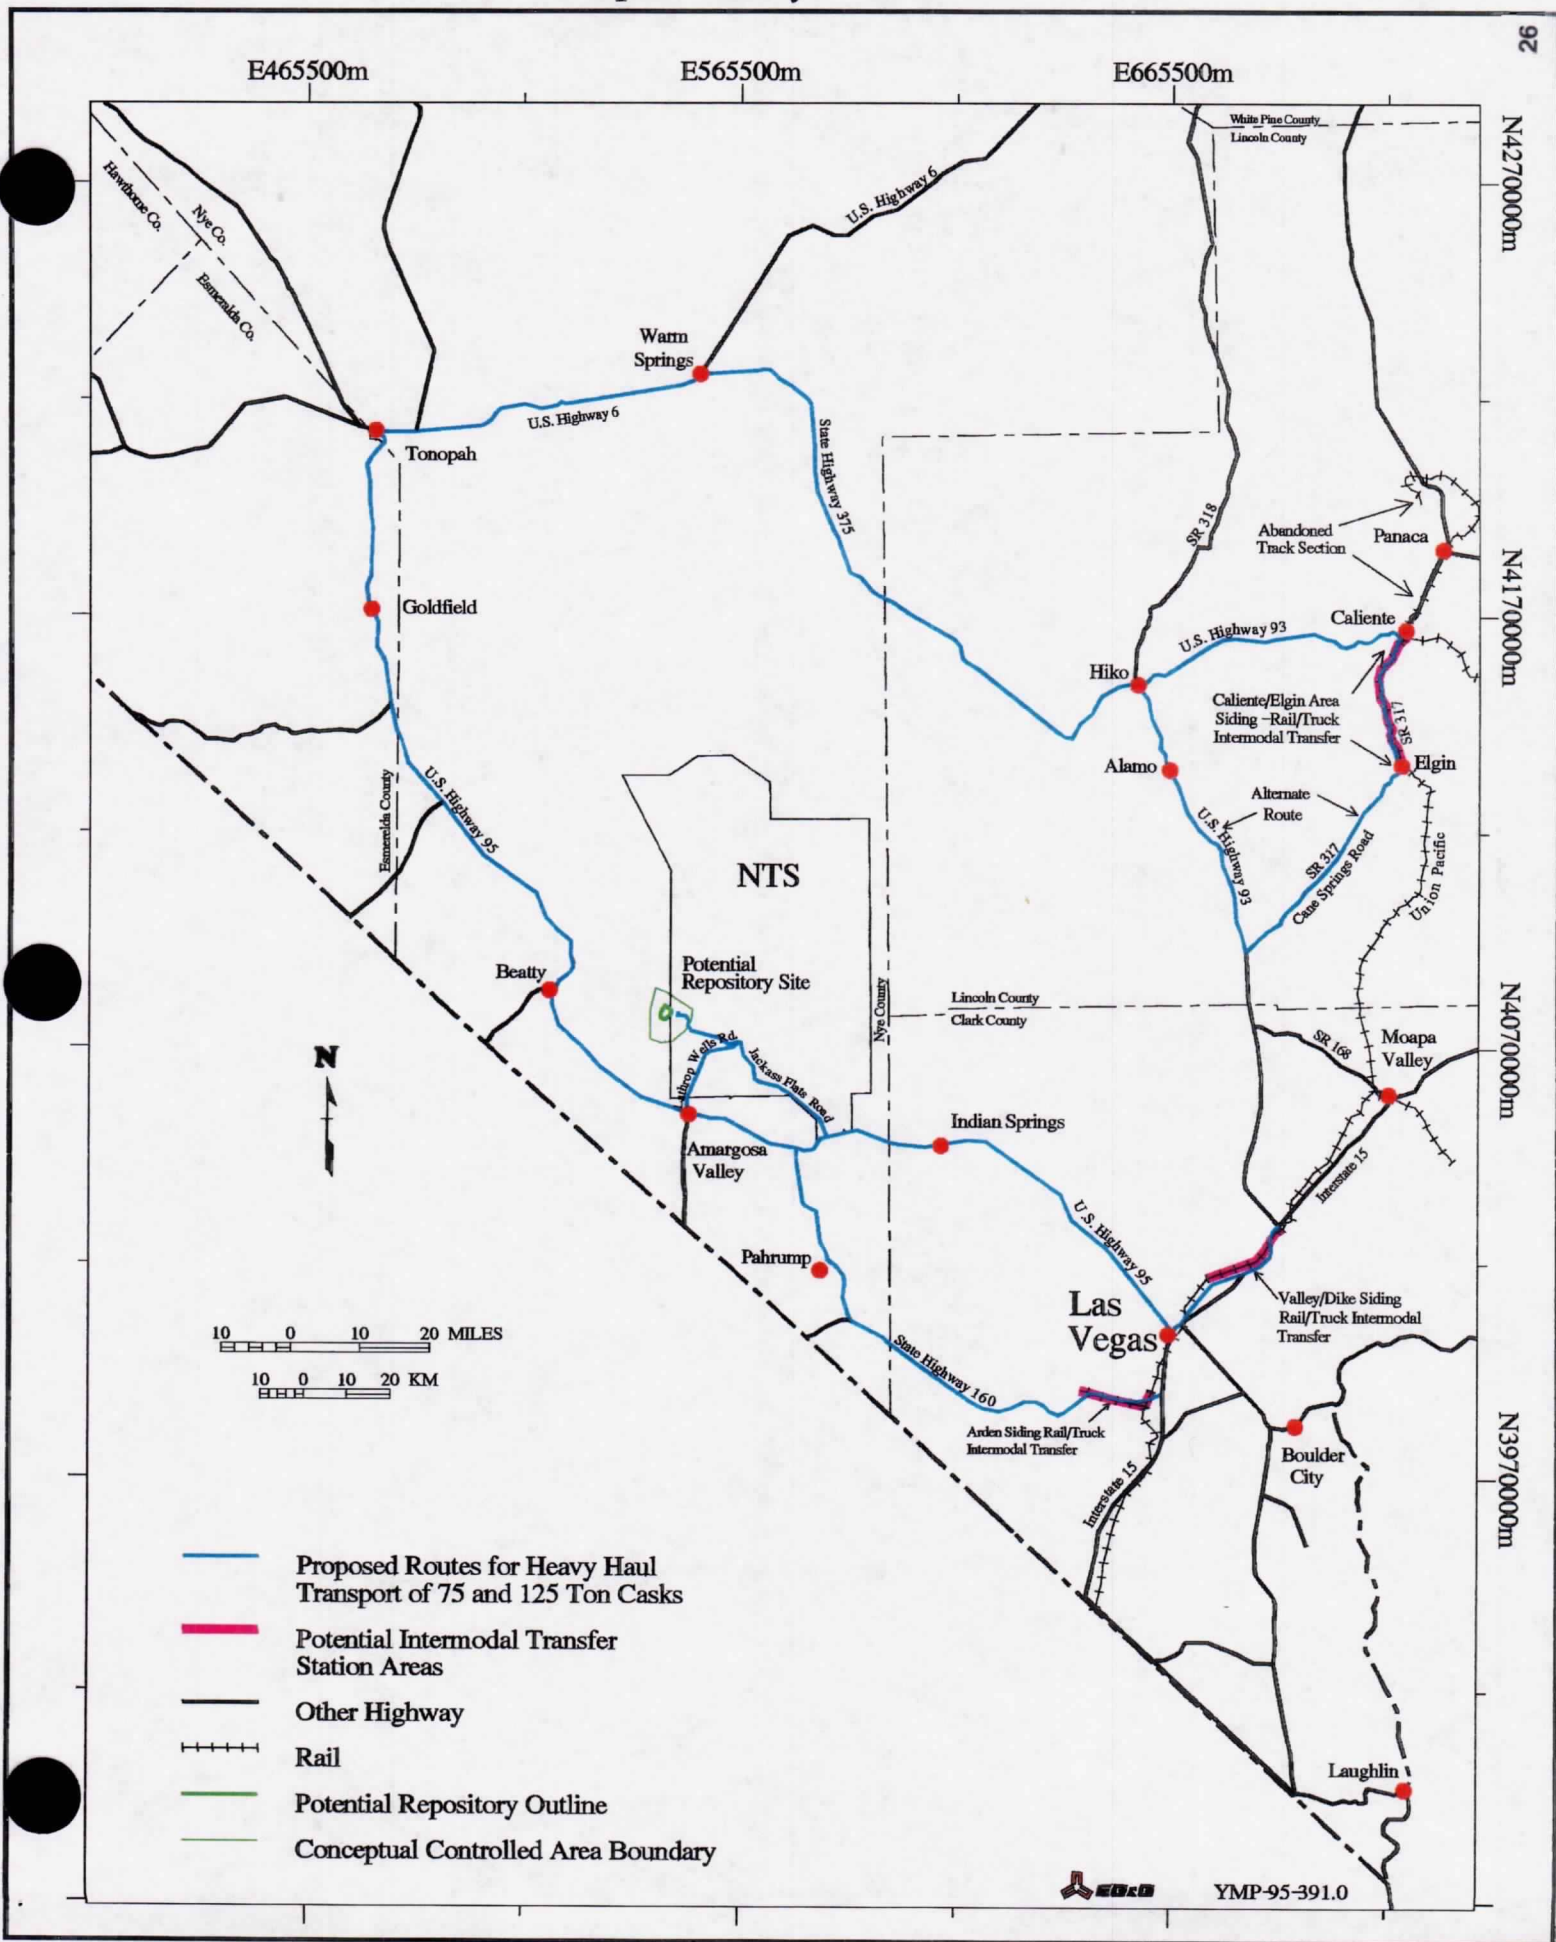 26
E465500m
E565500m
E665500m
N4270000m
N4170000m
N4070000m
N3970000m
White Pine County
Lincoln County
Hawthorne Co.
Nye Co.
Esmeralda Co.
U.S. Highway 6
Warm
Springs
U.S. Highway 6
Tonopah
State Highway 375
SR 318
Abandoned
Track Section
Panaca
Goldfield
Caliente
U.S. Highway 93
Hiko
Caliente/Elgin Area
Siding -Rail/Truck
Intermodal Transfer
SR 317
Elgin
Alamo
Alternate
Route
U.S. Highway 93
SR 317
Cane Springs Road
Union Pacific
Esmerelda County
U.S. Highway 95
NTS
Potential
Repository Site
Beatty
Nye County
Lincoln County
Clark County
SR 168
Moapa
Valley
N
Wells Rd.
Jackass Flats Road
Indian Springs
Amargosa
Valley
Interstate 15
U.S. Highway 95
Pahrump
Valley/Dike Siding
Rail/Truck Intermodal
Transfer
Las
Vegas
10 0 10 20 MILES
10 0 10 20 KM
State Highway 160
Arden Siding Rail/Truck
Intermodal Transfer
Interstate 15
Boulder
City
Proposed Routes for Heavy Haul
Transport of 75 and 125 Ton Casks
Potential Intermodal Transfer
Station Areas
Other Highway
Rail
Potential Repository Outline
Conceptual Controlled Area Boundary
Laughlin
EG&G
YMP-95-391.0